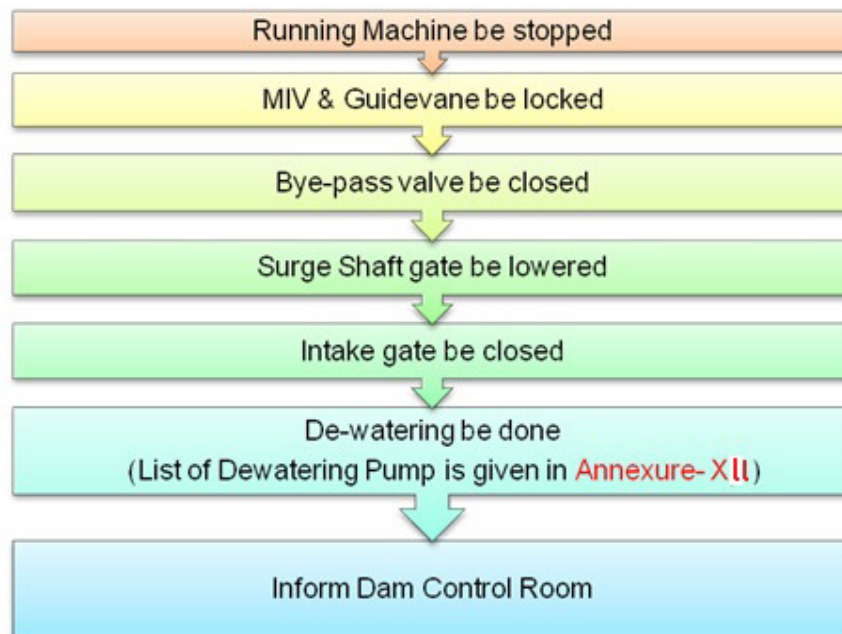 Running Machine be stopped
MIV & Guidevane be locked
Bye-pass valve be closed
Surge Shaft gate be lowered
Intake gate be closed
De-watering be done
(List of Dewatering Pump is given in Annexure- XII)
Inform Dam Control Room